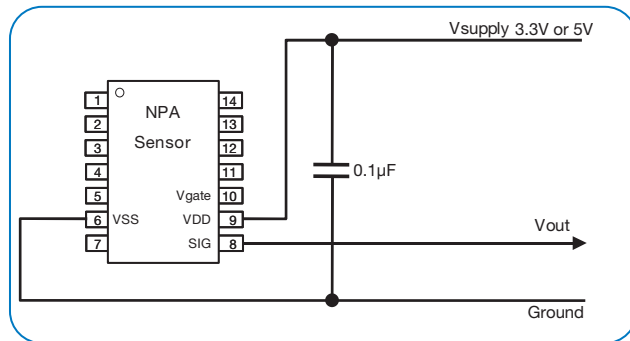 Vsupply 3.3V or 5V
NPA
Sensor
1
14
2
13
3
12
4
11
5
Vgate
10
6
VSS
VDD
9
7
SIG
8
0.1µF
Vout
Ground